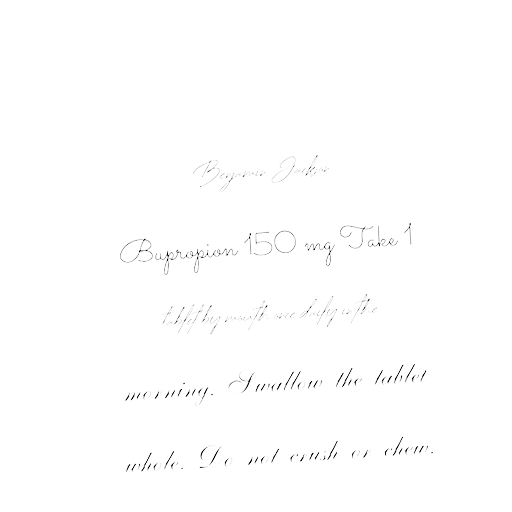 Benjamin Jackson
Bupropion 150 mg Take 1
tablet by mouth once daily in the
morning. Swallow the tablet
whole. Do not crush or chew.